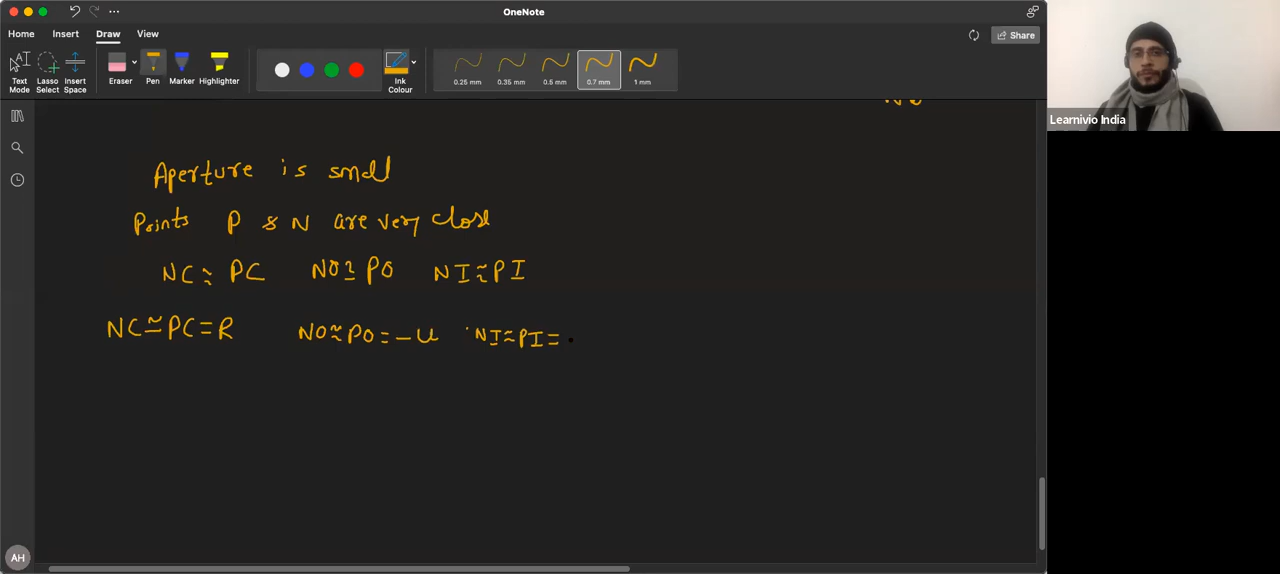 OneNote
Home Insert Draw View
Share
Text Mode
Lasso Select
Insert Space
Eraser
Pen
Marker
Highlighter
Ink Colour
0.25 mm 0.35 mm 0.5 mm 0.7 mm 1 mm
Learnivio India
Aperture is small
Points P & N are very close
NC ≃ PC NO ≃ PO NI ≈ PI
NC ≅ PC = R NO ≈ PO = - u NI ≈ PI =
AH